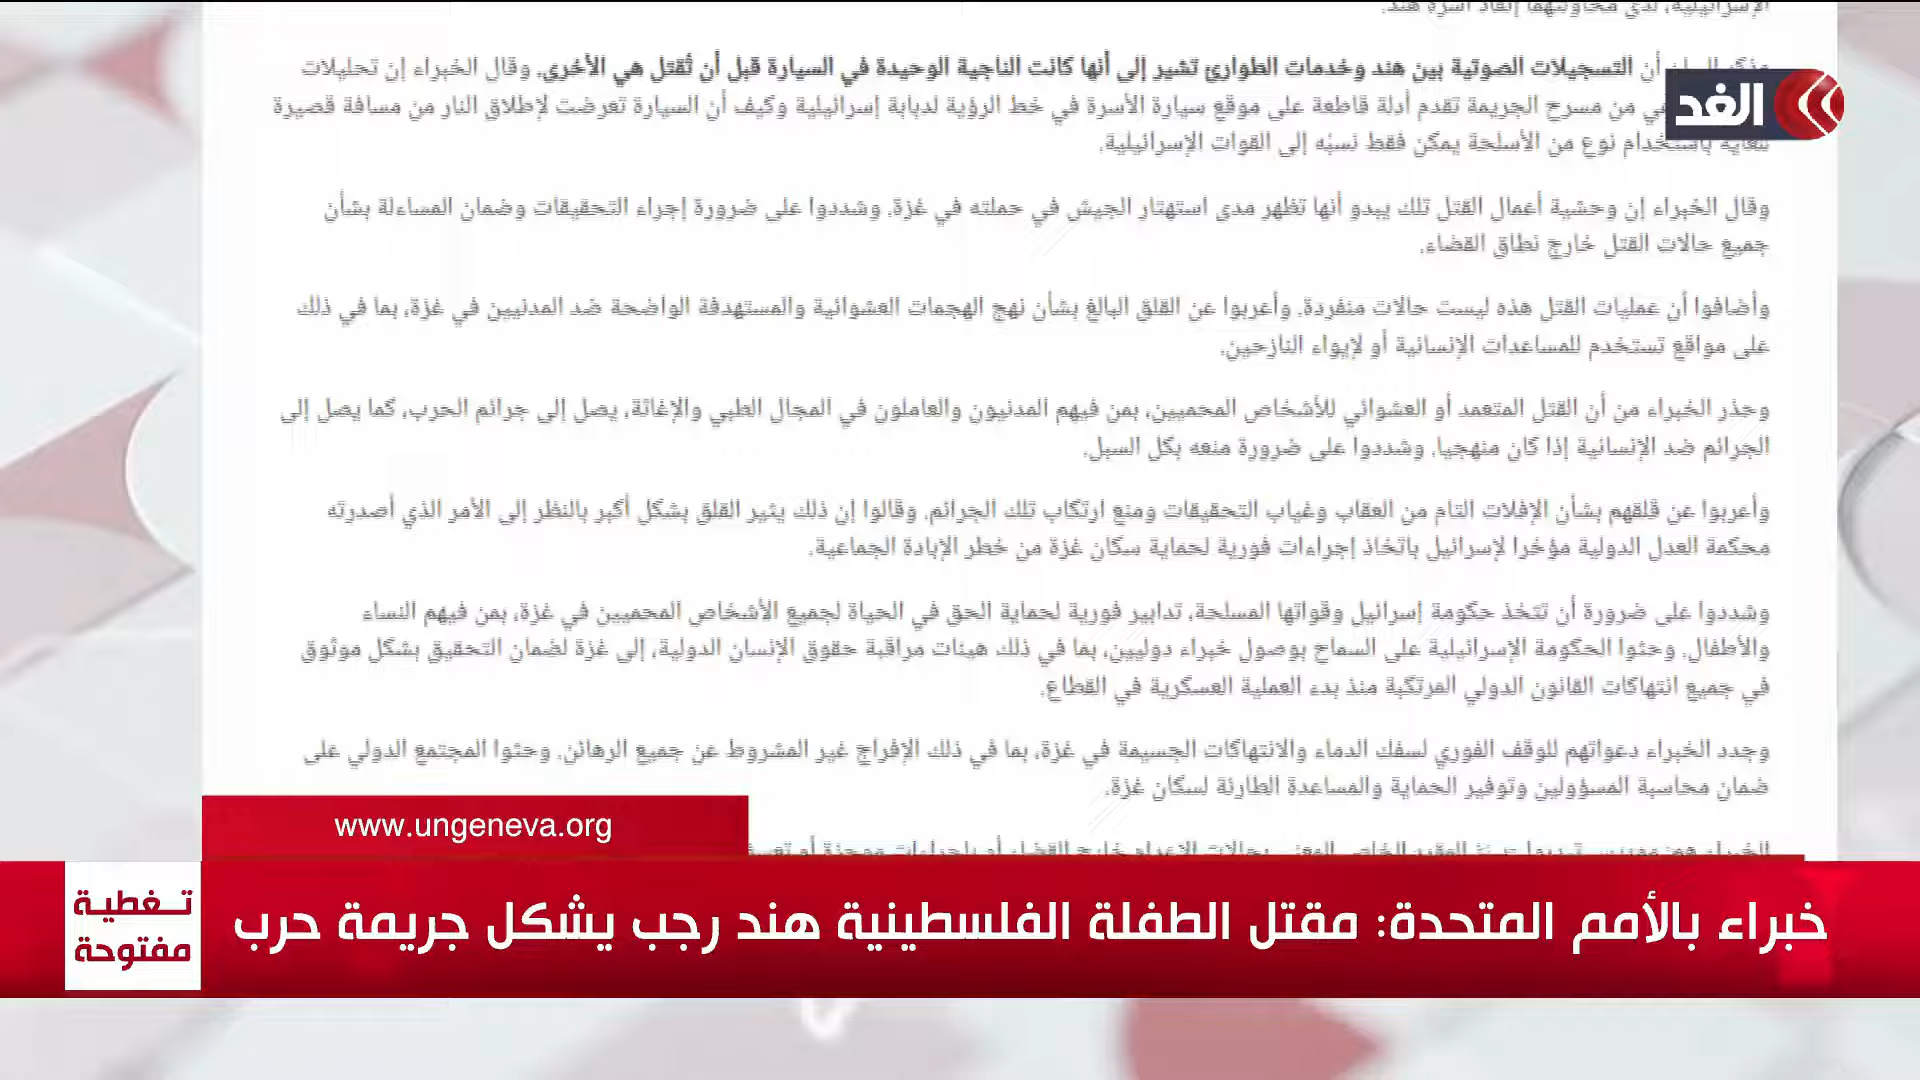 الإسرائيلية، لدى محاولتهما إنقاذ أسرة هند.
أن التسجيلات الصوتية بين هند وخدمات الطوارئ تشير إلى أنها كانت الناجية الوحيدة في السيارة قبل أن تُقتل هي الأخرى. وقال الخبراء إن تحليلات
الغد
من مسرح الجريمة تقدم أدلة قاطعة على موقع سيارة الأسرة في خط الرؤية لدبابة إسرائيلية وكيف أن السيارة تعرضت لإطلاق النار من مسافة قصيرة
للغاية باستخدام نوع من الأسلحة يمكن فقط نسبُه إلى القوات الإسرائيلية.
وقال الخبراء إن وحشية أعمال القتل تلك يبدو أنها تظهر مدى استهتار الجيش في حملته في غزة. وشددوا على ضرورة إجراء التحقيقات وضمان المساءلة بشأن
جميع حالات القتل خارج نطاق القضاء.
وأضافوا أن عمليات القتل هذه ليست حالات منفردة. وأعربوا عن القلق البالغ بشأن نهج الهجمات العشوائية والمستهدفة الواضحة ضد المدنيين في غزة، بما في ذلك
على مواقع تستخدم للمساعدات الإنسانية أو لإيواء النازحين.
وحذر الخبراء من أن القتل المتعمد أو العشوائي للأشخاص المحميين، بمن فيهم المدنيون والعاملون في المجال الطبي والإغاثة، يصل إلى جرائم الحرب، كما يصل إلى
الجرائم ضد الإنسانية إذا كان منهجيا. وشددوا على ضرورة منعه بكل السبل.
وأعربوا عن قلقهم بشأن الإفلات التام من العقاب وغياب التحقيقات ومنع ارتكاب تلك الجرائم. وقالوا إن ذلك يثير القلق بشكل أكبر بالنظر إلى الأمر الذي أصدرته
محكمة العدل الدولية مؤخرا لإسرائيل باتخاذ إجراءات فورية لحماية سكان غزة من خطر الإبادة الجماعية.
وشددوا على ضرورة أن تتخذ حكومة إسرائيل وقواتها المسلحة، تدابير فورية لحماية الحق في الحياة لجميع الأشخاص المحميين في غزة، بمن فيهم النساء
والأطفال. وحثوا الحكومة الإسرائيلية على السماح بوصول خبراء دوليين، بما في ذلك هيئات مراقبة حقوق الإنسان الدولية، إلى غزة لضمان التحقيق بشكل موثوق
في جميع انتهاكات القانون الدولي المرتكبة منذ بدء العملية العسكرية في القطاع.
وجدد الخبراء دعواتهم للوقف الفوري لسفك الدماء والانتهاكات الجسيمة في غزة، بما في ذلك الإفراج غير المشروط عن جميع الرهائن. وحثوا المجتمع الدولي على
ضمان محاسبة المسؤولين وتوفير الحماية والمساعدة الطارئة لسكان غزة.
www.ungeneva.org
خبراء بالأمم المتحدة: مقتل الطفلة الفلسطينية هند رجب يشكل جريمة حرب
تغطية
مفتوحة